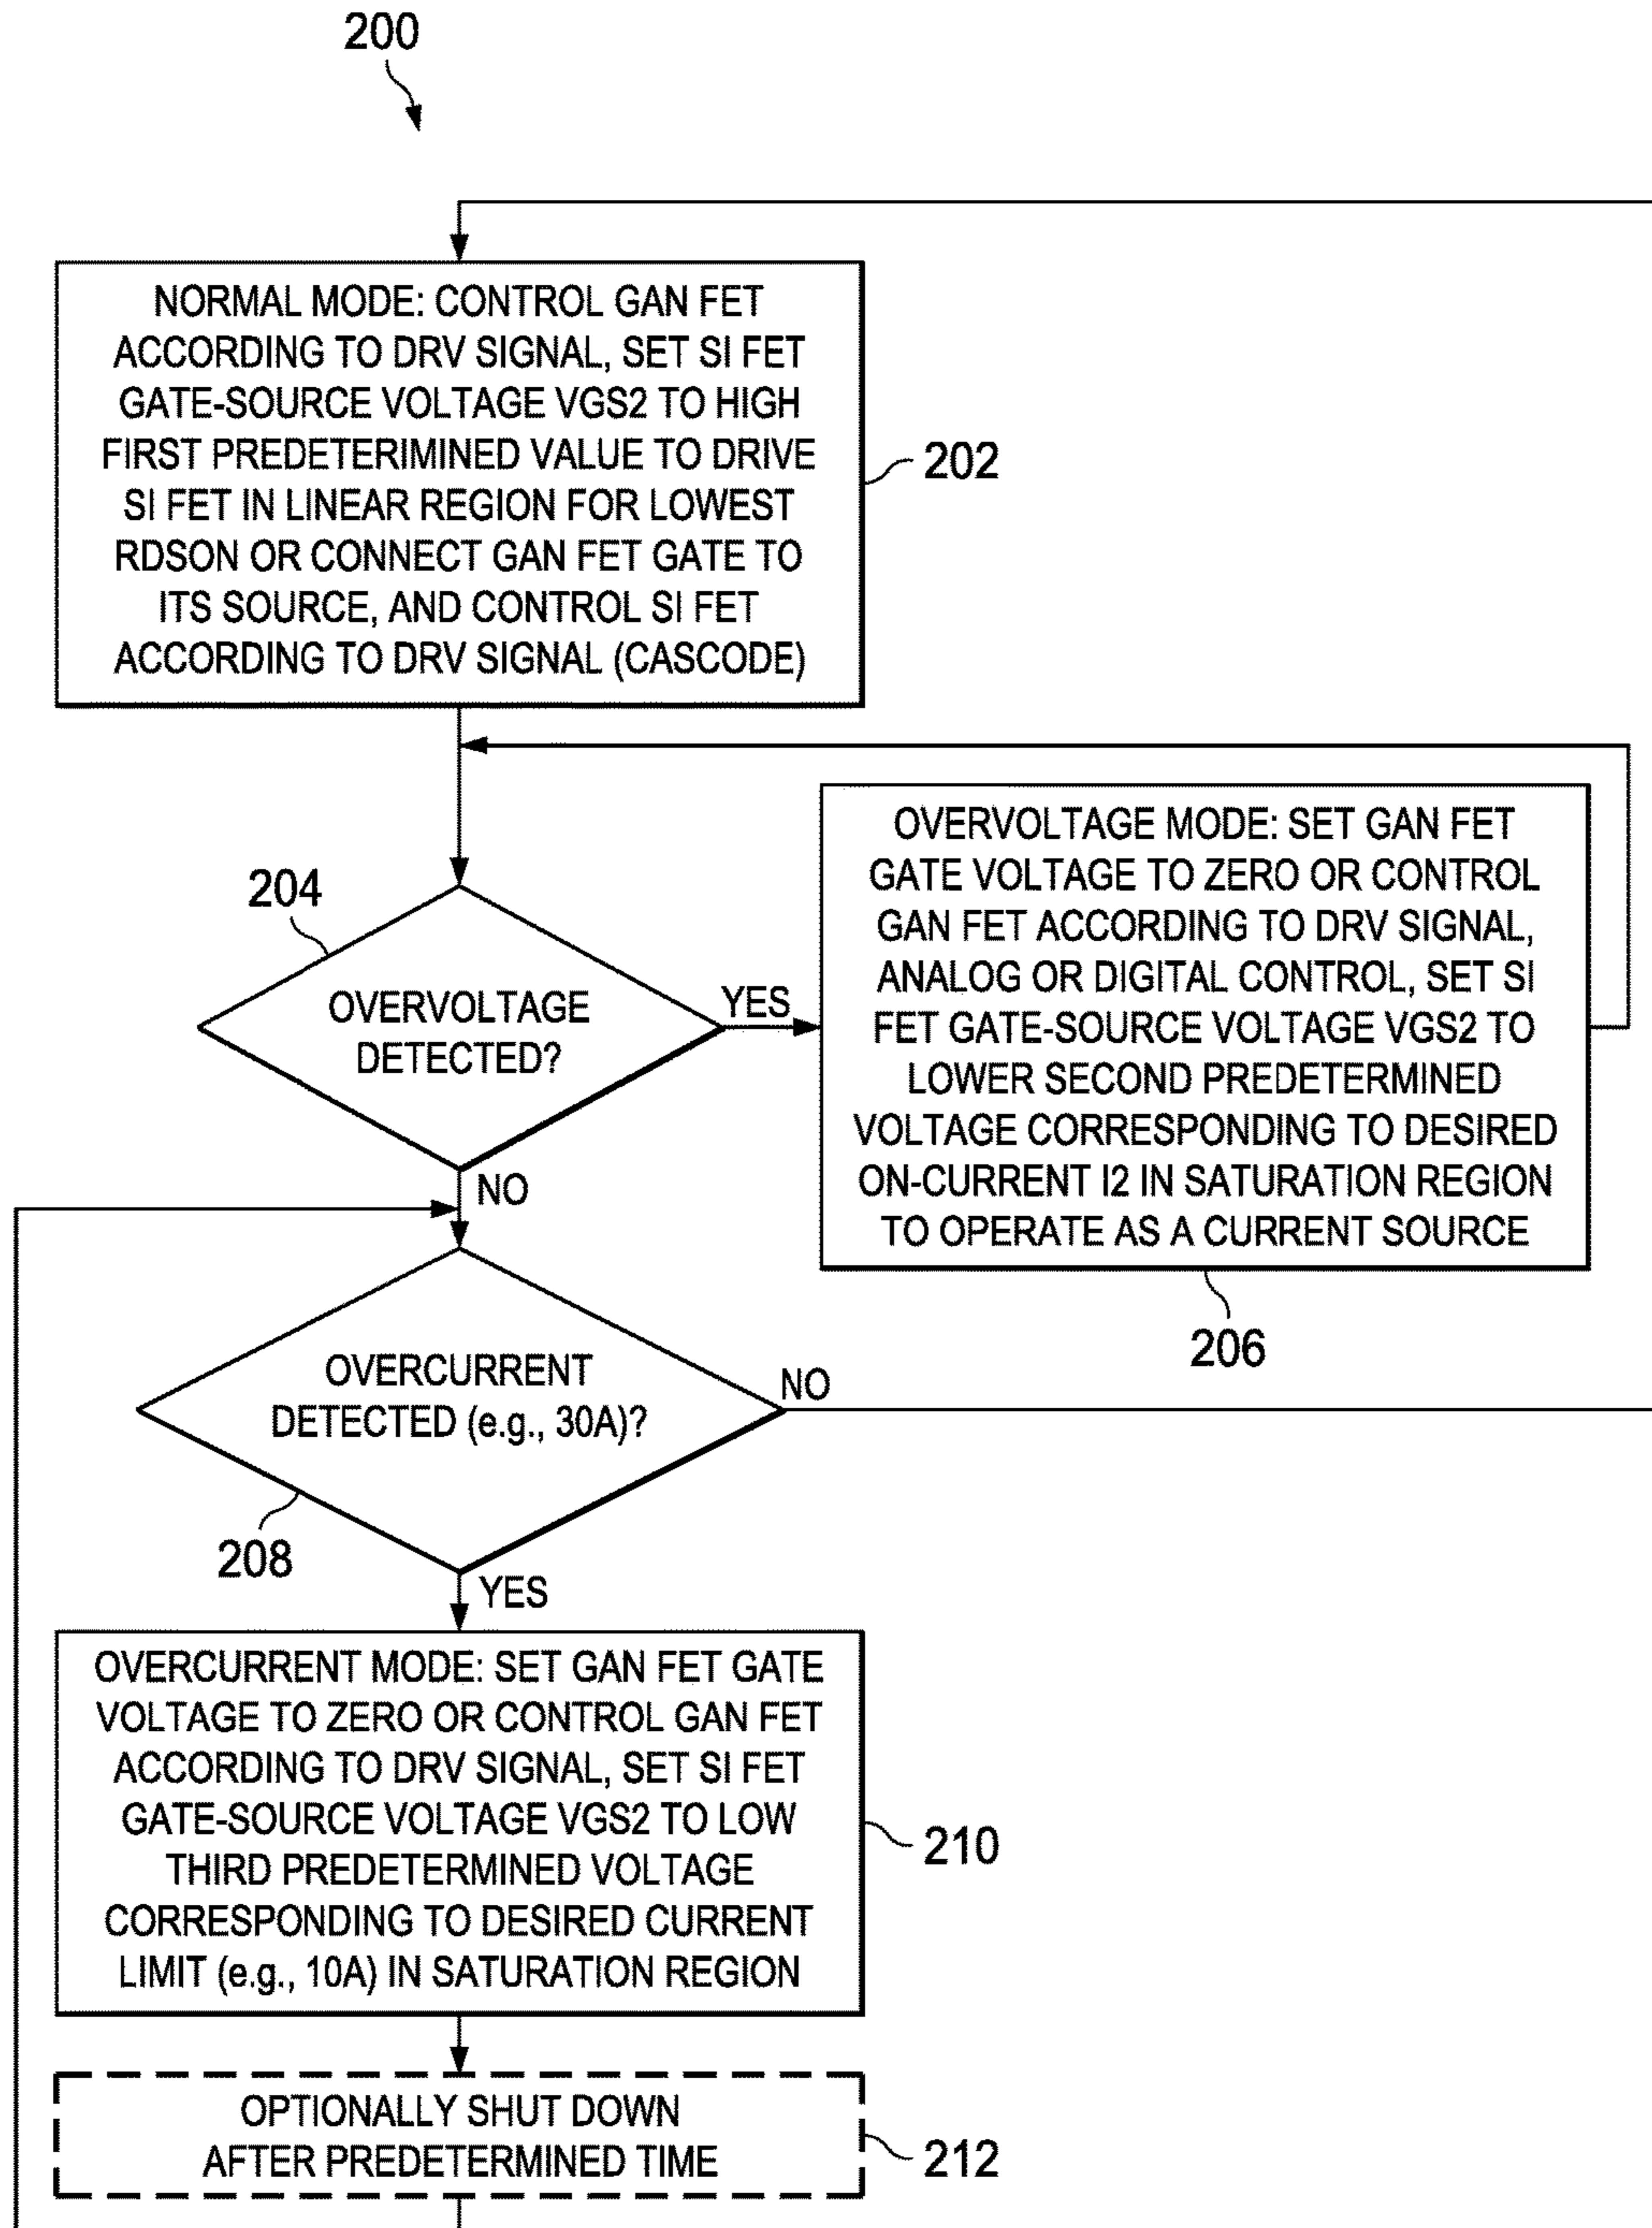 200
NORMAL MODE: CONTROL GAN FET
ACCORDING TO DRV SIGNAL, SET SI FET
GATE-SOURCE VOLTAGE VGS2 TO HIGH
FIRST PREDETERIMINED VALUE TO DRIVE
SI FET IN LINEAR REGION FOR LOWEST
RDSON OR CONNECT GAN FET GATE TO
ITS SOURCE, AND CONTROL SI FET
ACCORDING TO DRV SIGNAL (CASCODE)
202
204
OVERVOLTAGE
DETECTED?
YES
NO
OVERVOLTAGE MODE: SET GAN FET
GATE VOLTAGE TO ZERO OR CONTROL
GAN FET ACCORDING TO DRV SIGNAL,
ANALOG OR DIGITAL CONTROL, SET SI
FET GATE-SOURCE VOLTAGE VGS2 TO
LOWER SECOND PREDETERMINED
VOLTAGE CORRESPONDING TO DESIRED
ON-CURRENT I2 IN SATURATION REGION
TO OPERATE AS A CURRENT SOURCE
206
OVERCURRENT
DETECTED (e.g., 30A)?
NO
208
YES
OVERCURRENT MODE: SET GAN FET GATE
VOLTAGE TO ZERO OR CONTROL GAN FET
ACCORDING TO DRV SIGNAL, SET SI FET
GATE-SOURCE VOLTAGE VGS2 TO LOW
THIRD PREDETERMINED VOLTAGE
CORRESPONDING TO DESIRED CURRENT
LIMIT (e.g., 10A) IN SATURATION REGION
210
OPTIONALLY SHUT DOWN
AFTER PREDETERMINED TIME
212